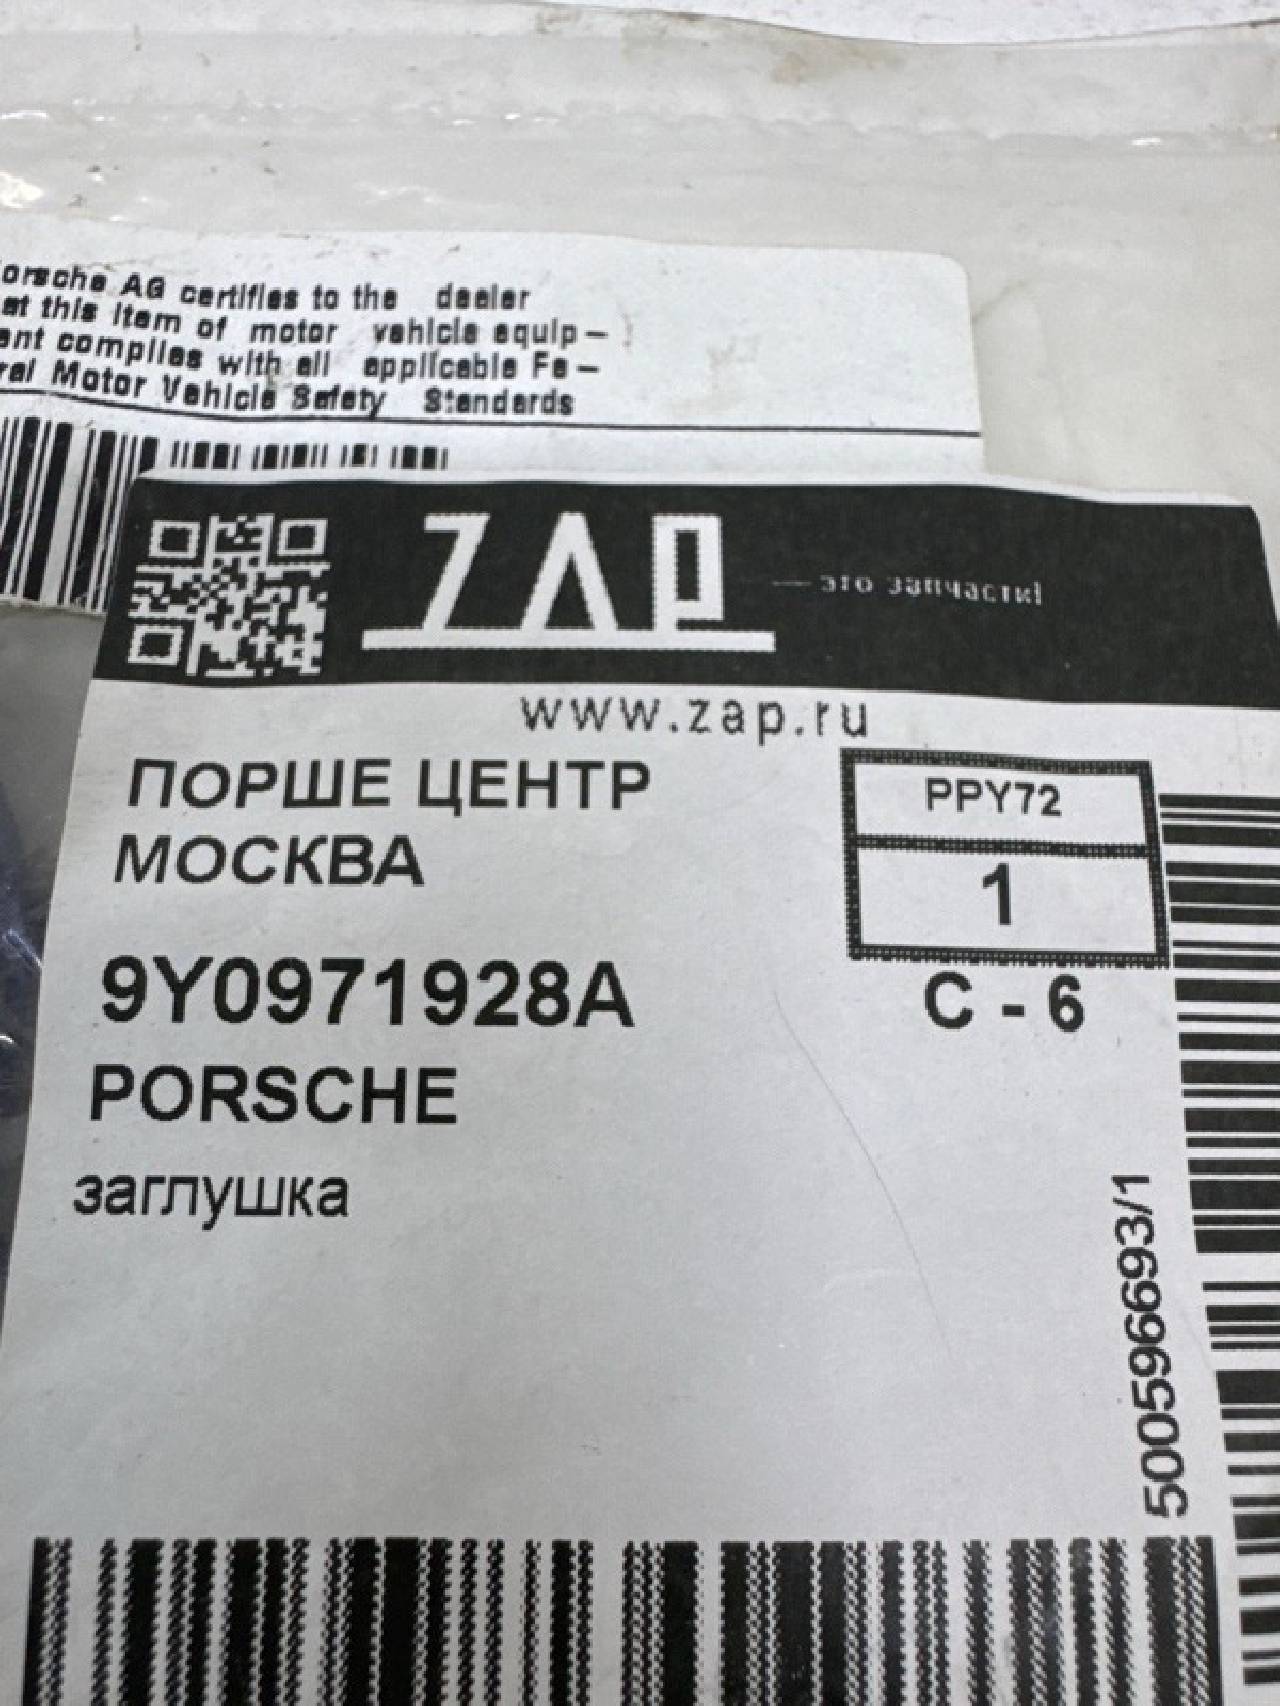 orsche AG certifies to the dealer
at this item of motor vehicle equip-
ent complies with all applicable Fe-
ral Motor Vehicle Safety Standards
ZAP — это запчасти!
www.zap.ru
ПОРШЕ ЦЕНТР
МОСКВА
PPY72
1
9Y0971928A
C - 6
PORSCHE
заглушка
5005966693/1